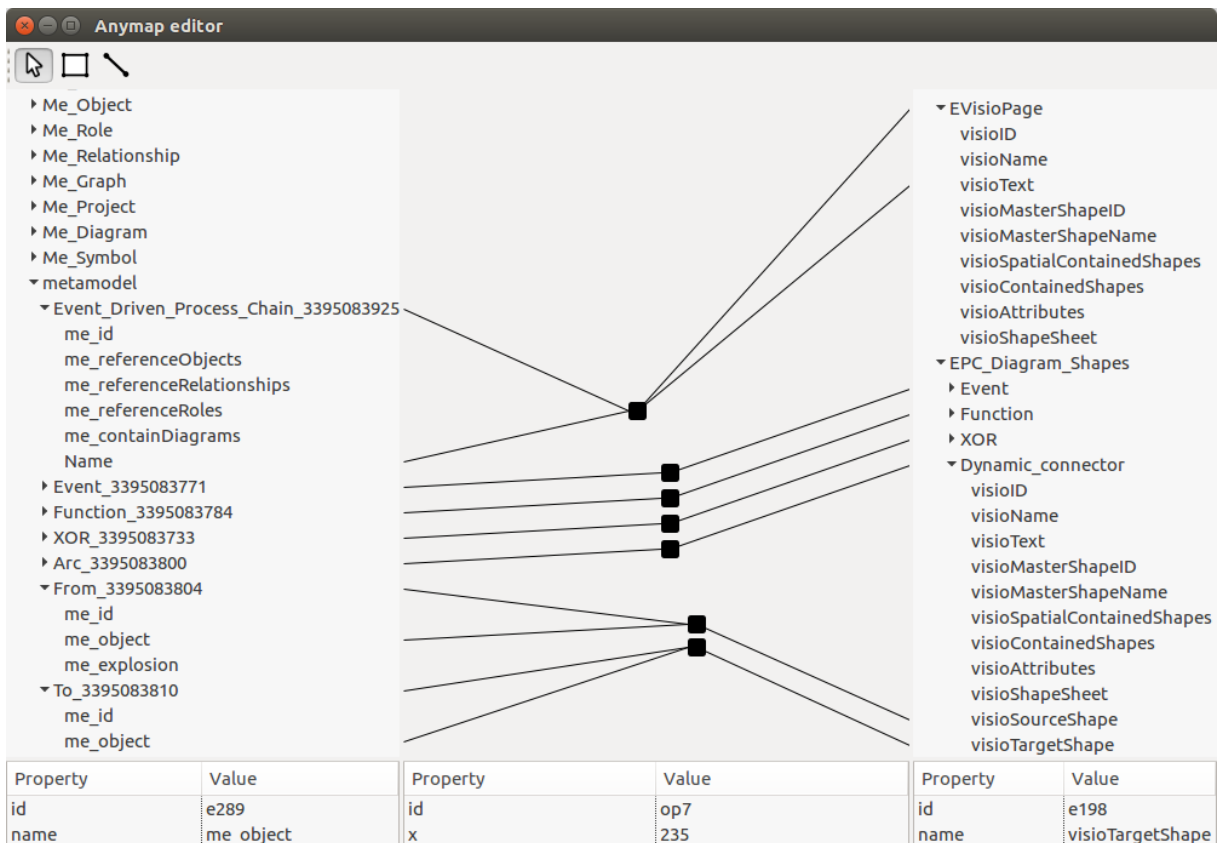 Anymap editor
Me_Object
Me_Role
Me_Relationship
Me_Graph
Me_Project
Me_Diagram
Me_Symbol
metamodel
Event_Driven_Process_Chain_3395083925
me_id
me_referenceObjects
me_referenceRelationships
me_referenceRoles
me_containDiagrams
Name
Event_3395083771
Function_3395083784
XOR_3395083733
Arc_3395083800
From_3395083804
me_id
me_object
me_explosion
To_3395083810
me_id
me_object
EVisioPage
visioID
visioName
visioText
visioMasterShapeID
visioMasterShapeName
visioSpatialContainedShapes
visioContainedShapes
visioAttributes
visioShapeSheet
EPC_Diagram_Shapes
Event
Function
XOR
Dynamic_connector
visioID
visioName
visioText
visioMasterShapeID
visioMasterShapeName
visioSpatialContainedShapes
visioContainedShapes
visioAttributes
visioShapeSheet
visioSourceShape
visioTargetShape
Property Value
id e289
name me_object
Property Value
id op7
x 235
Property Value
id e198
name visioTargetShape